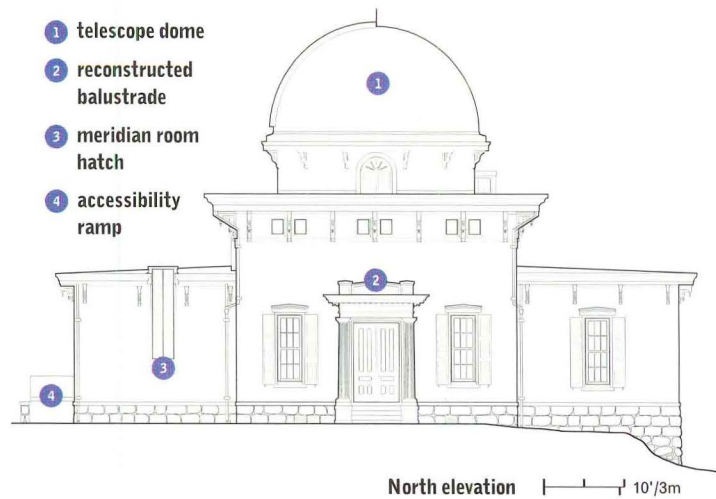 1 telescope dome
2 reconstructed
balustrade
3 meridian room
hatch
4 accessibility
ramp
1
2
3
4
North elevation
10'/3m